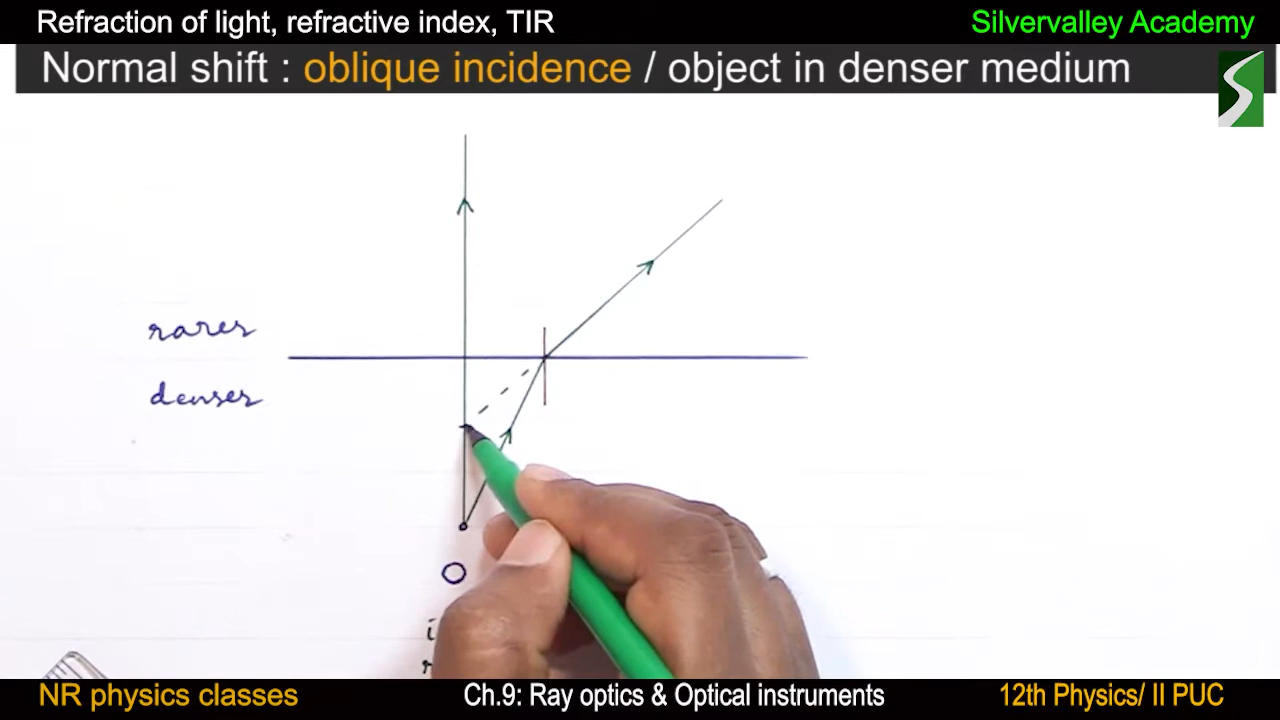 Refraction of light, refractive index, TIR
Silvervalley Academy
Normal shift : oblique incidence / object in denser medium
rarer
denser
O
i
r
NR physics classes
Ch.9: Ray optics & Optical instruments
12th Physics/ II PUC